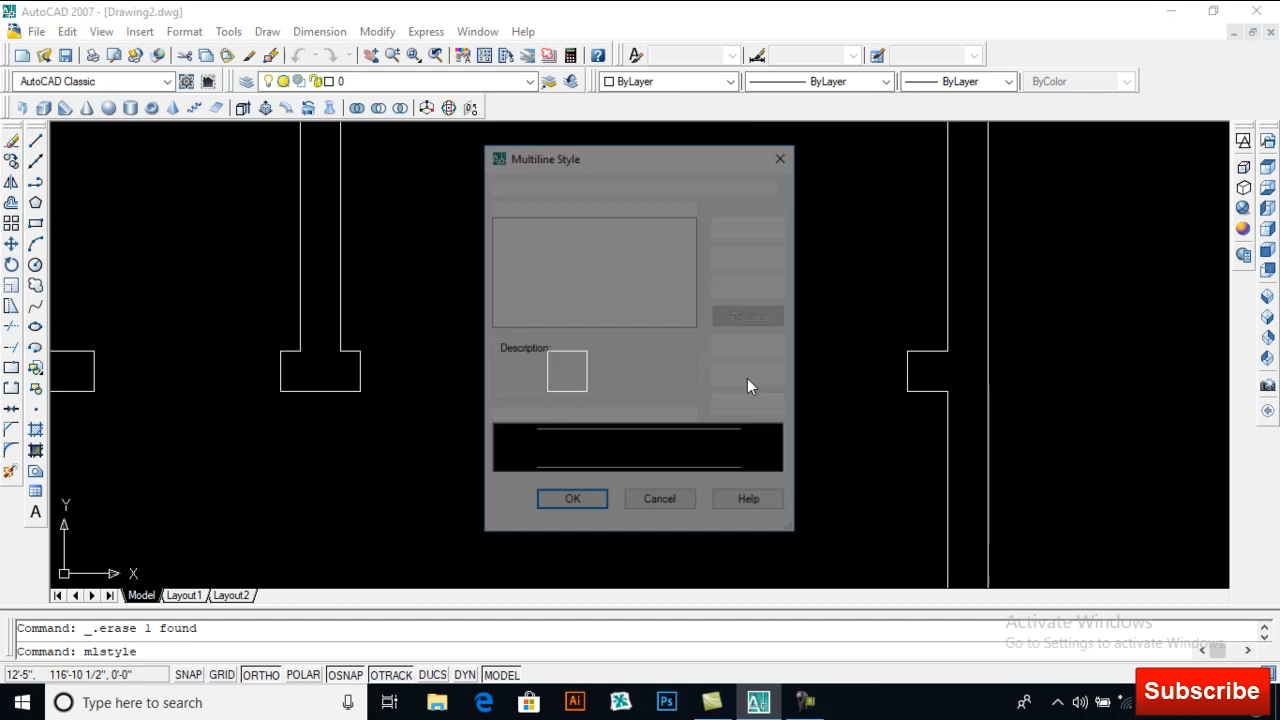 AutoCAD 2007 - [Drawing2.dwg]
File Edit View Insert Format Tools Draw Dimension Modify Express Window Help
AutoCAD Classic 0 ByLayer ByLayer ByLayer ByColor
Multiline Style
Rename
Description:
OK Cancel Help
Y
X
Model Layout1 Layout2
Command: _.erase 1 found
Command: mlstyle
Activate Windows
Go to Settings to activate Windows.
12'-5", 116'-10 1/2", 0'-0" SNAP GRID ORTHO POLAR OSNAP OTRACK DUCS DYN MODEL
Type here to search
Subscribe